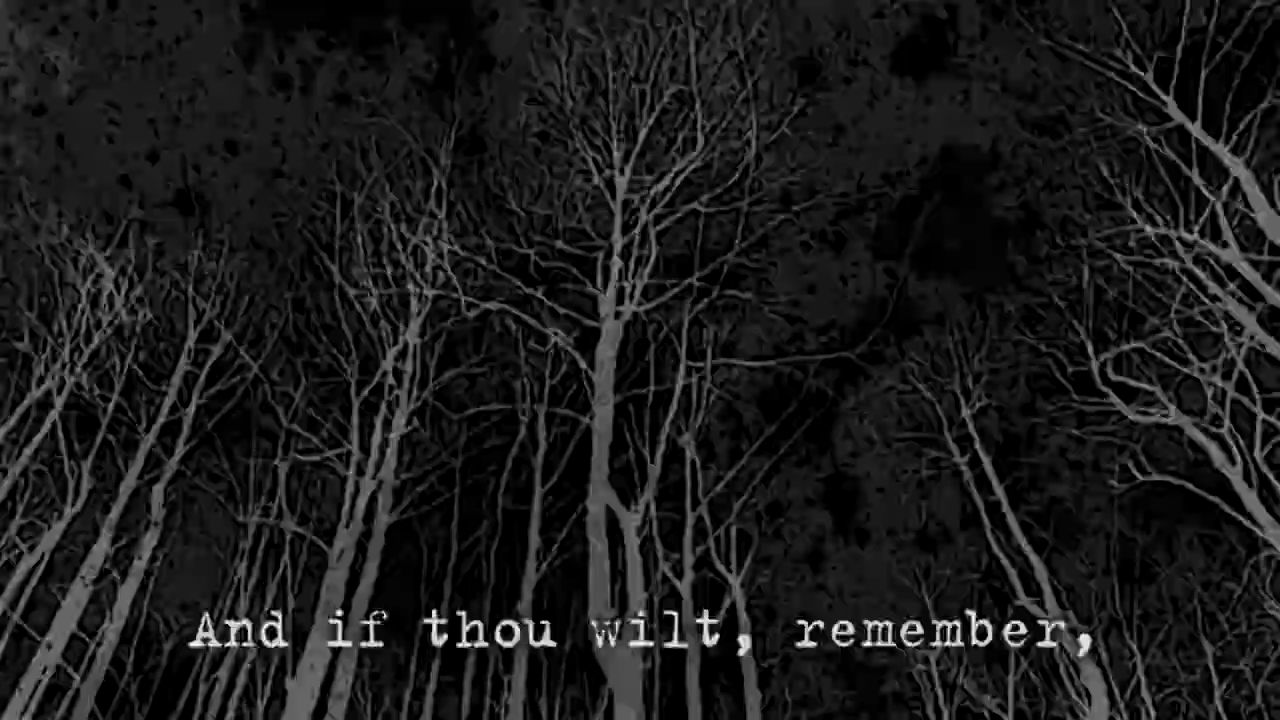 And if thou wilt, remember,